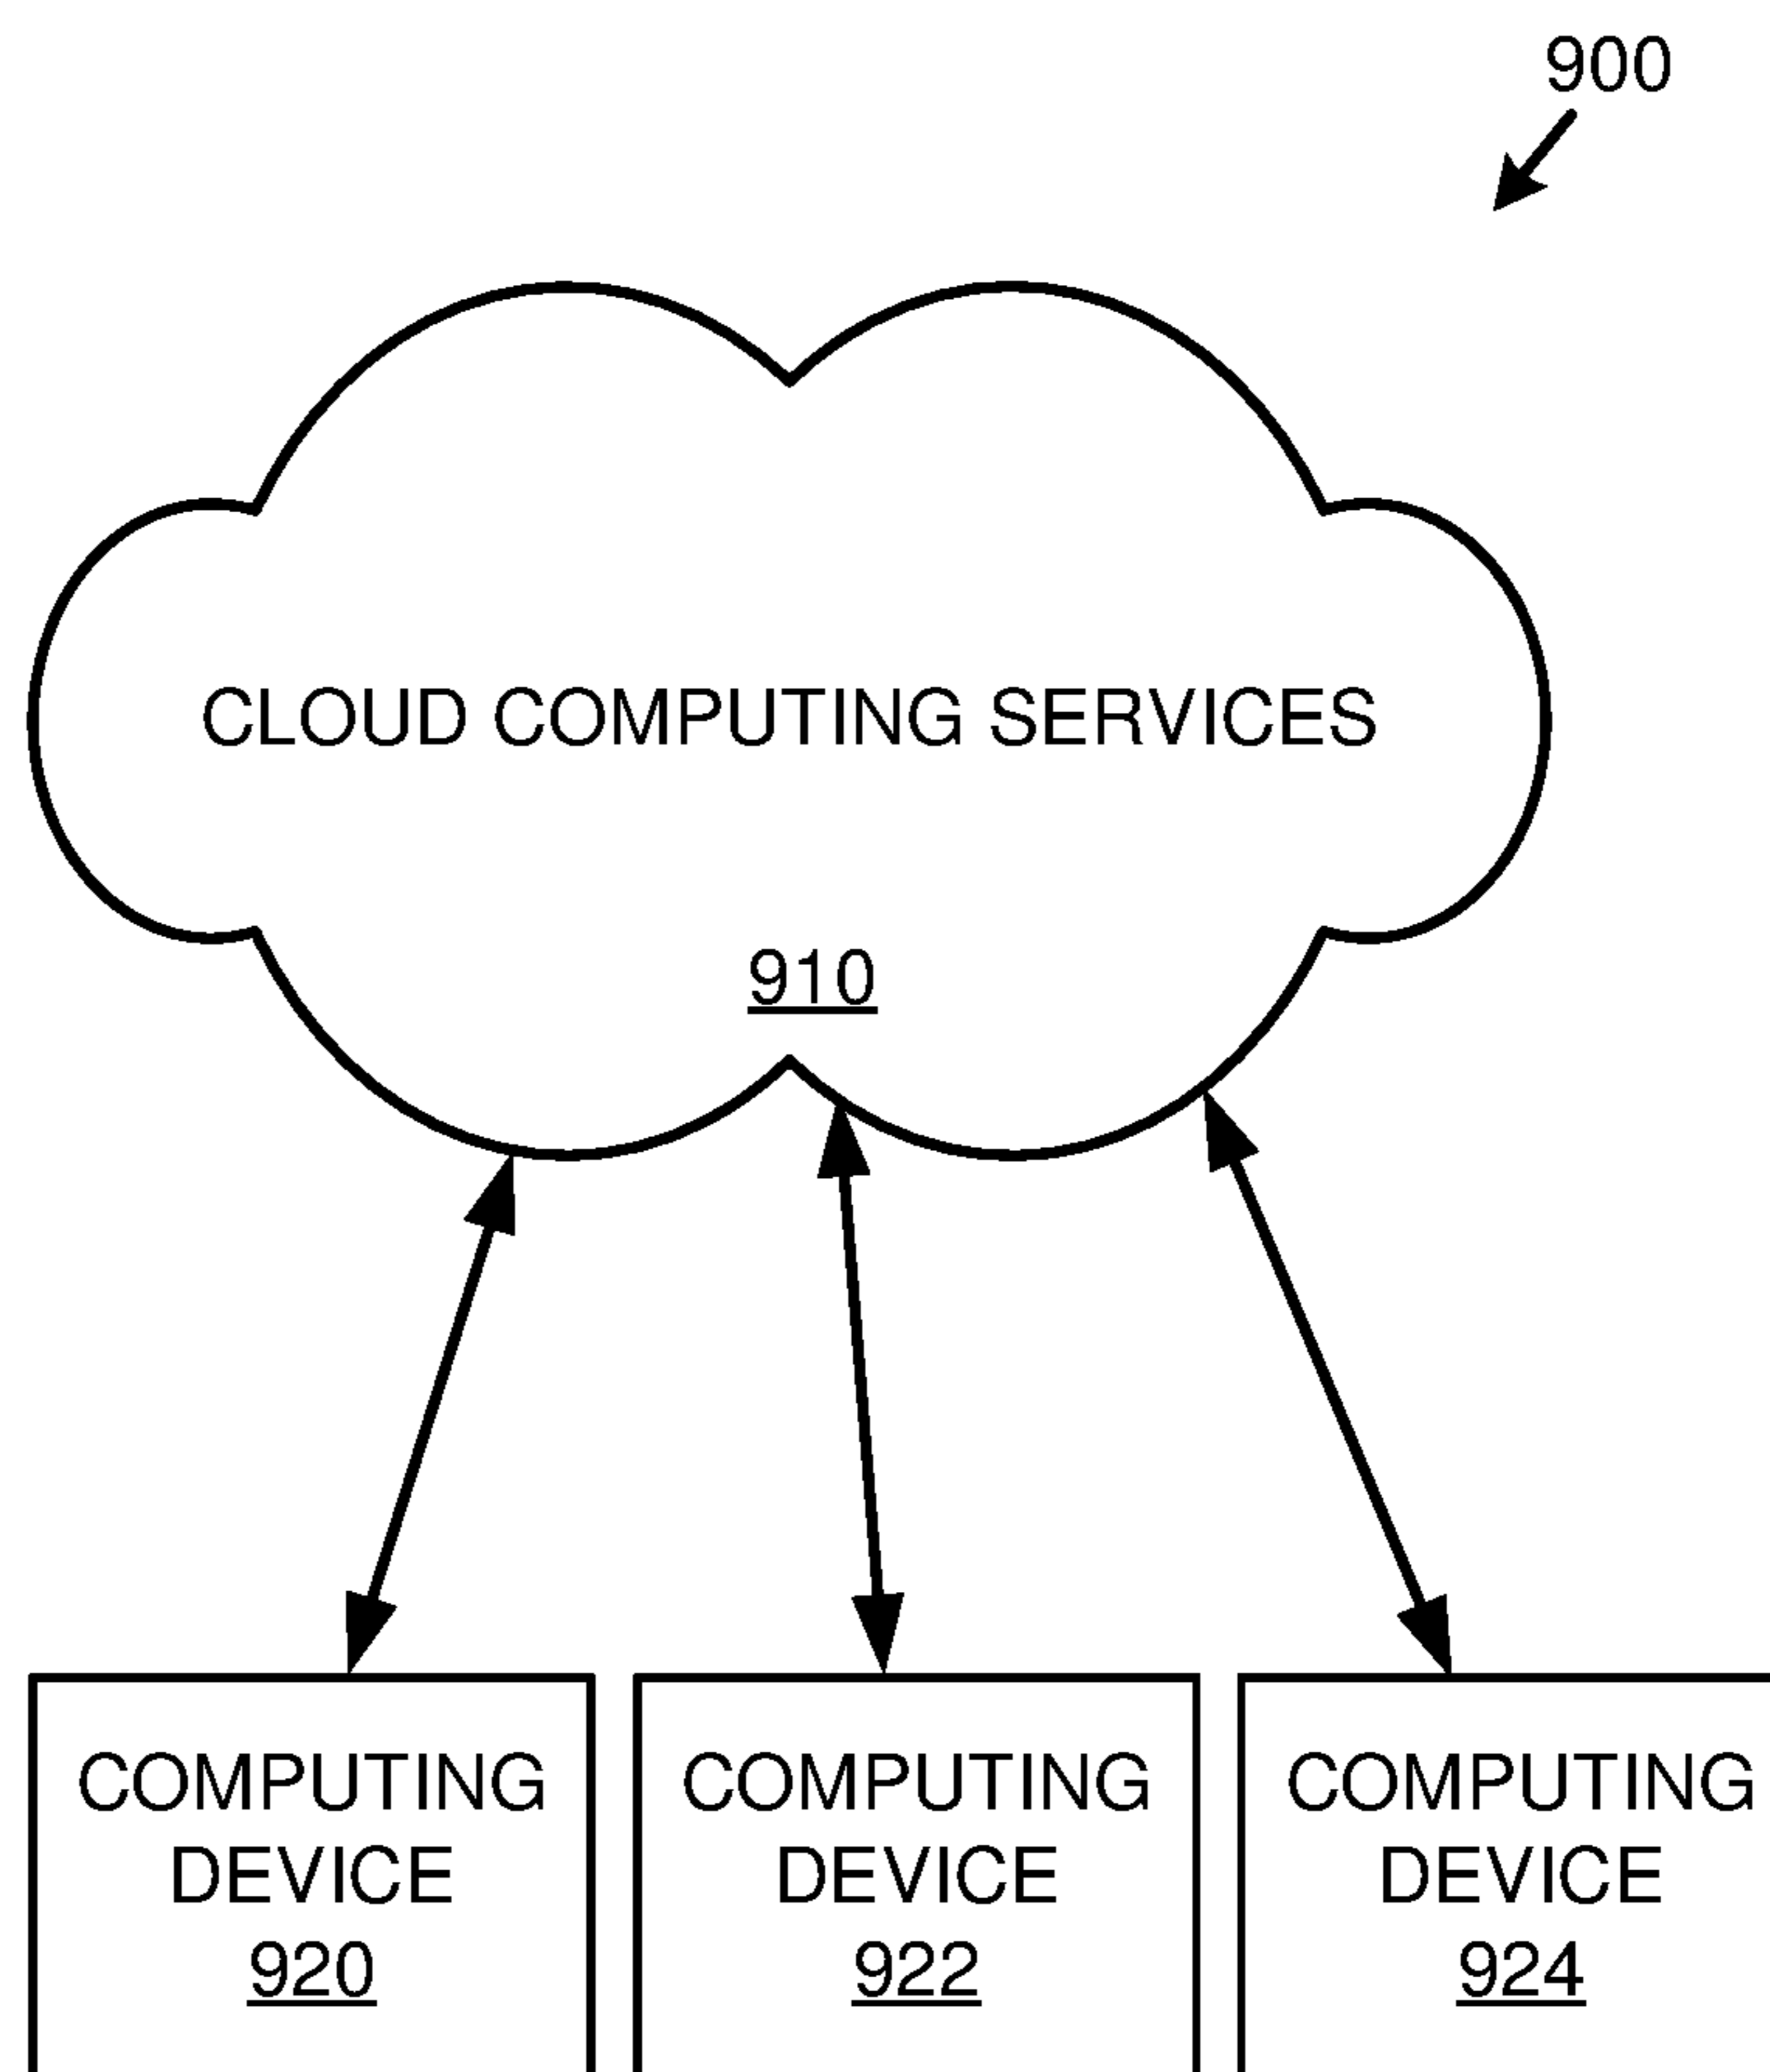 900
CLOUD COMPUTING SERVICES
910
COMPUTING
DEVICE
920
COMPUTING
DEVICE
922
COMPUTING
DEVICE
924